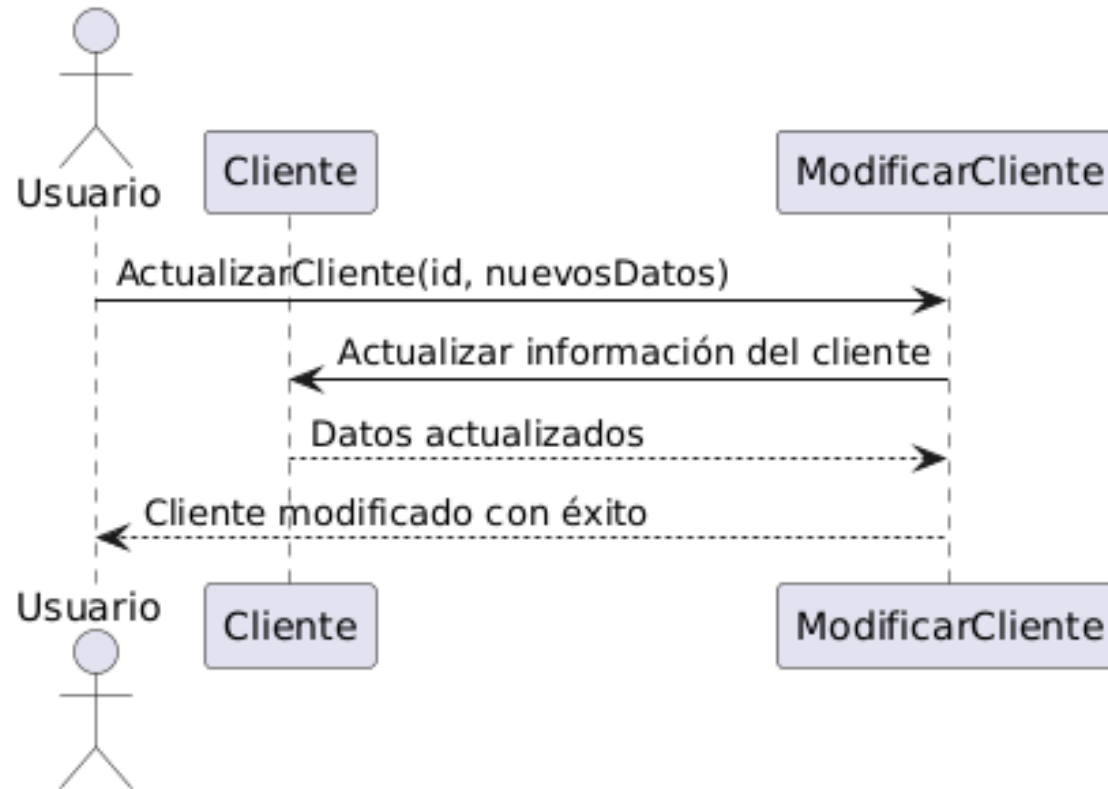 Usuario
Cliente
ModificarCliente
ActualizarCliente(id, nuevosDatos)
Actualizar información del cliente
Datos actualizados
Cliente modificado con éxito
Usuario
Cliente
ModificarCliente